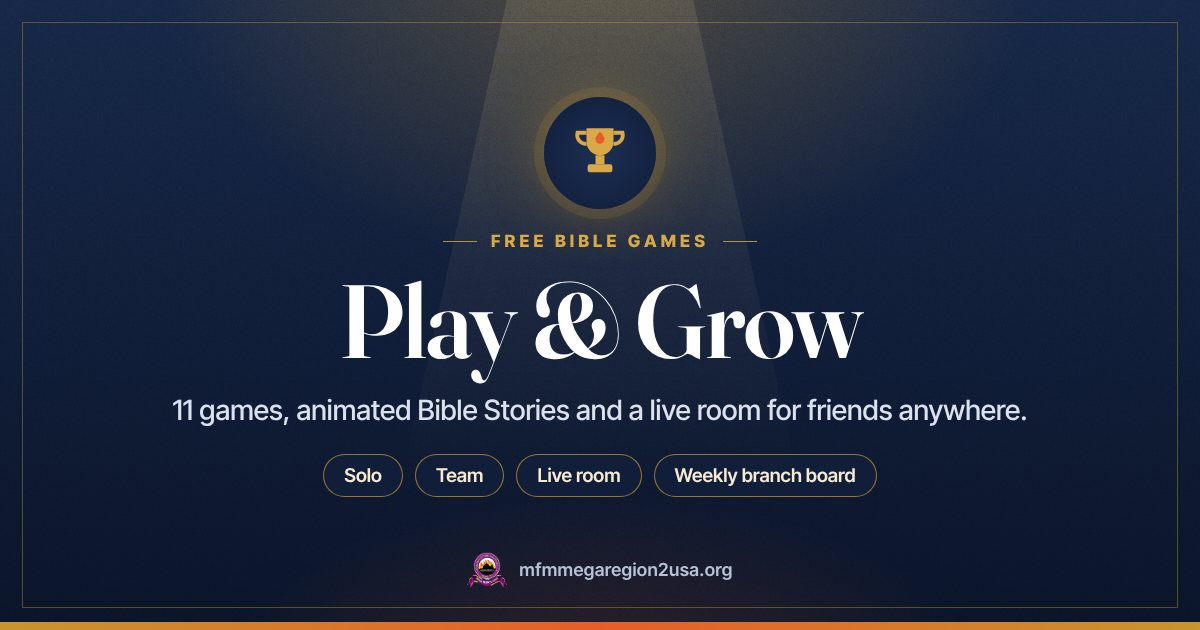 FREE BIBLE GAMES
Play & Grow
11 games, animated Bible Stories and a live room for friends anywhere.
Solo
Team
Live room
Weekly branch board
mfmmegaregion2usa.org